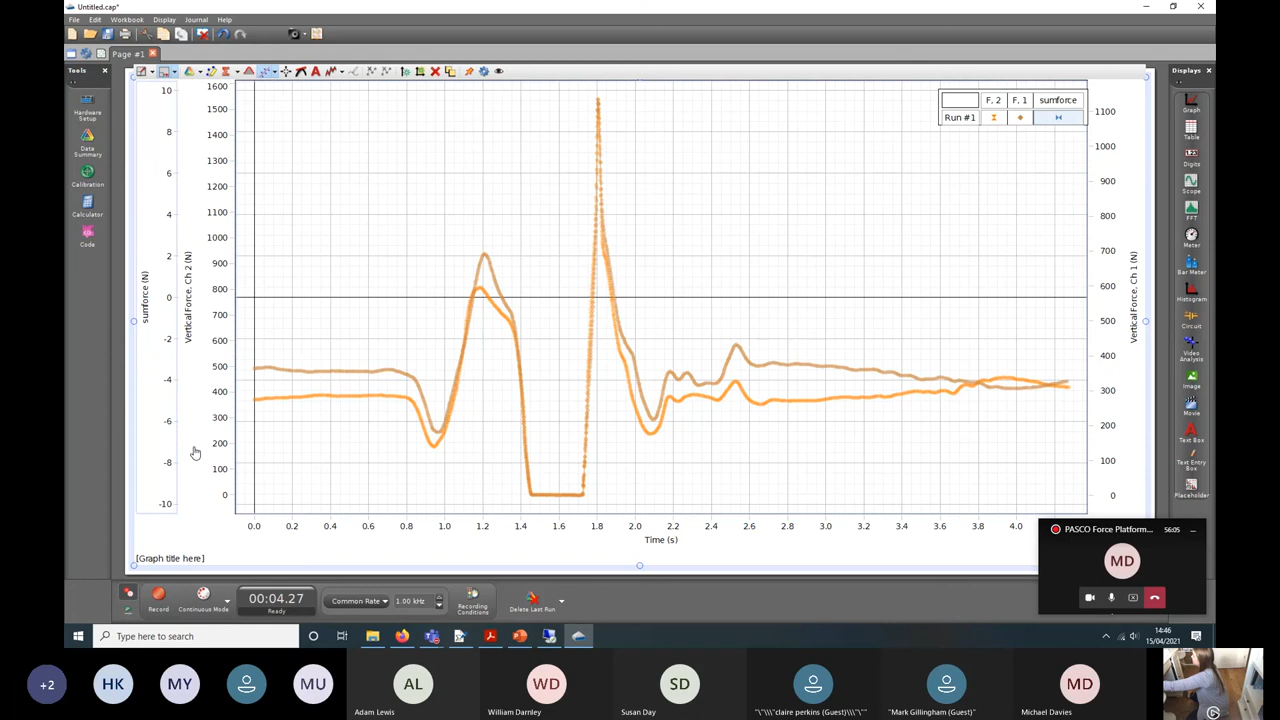 Untitled.cap*
File Edit Workbook Display Journal Help
Page #1
Tools
Displays
Hardware Setup
Data Summary
Calibration
Calculator
Code
10
8
6
4
2
0
-2
-4
-6
-8
-10
sumforce (N)
1600
1500
1400
1300
1200
1100
1000
900
800
700
600
500
400
300
200
100
0
Vertical Force, Ch 2 (N)
F, 2 F, 1 sumforce
Run #1
1100
1000
900
800
700
600
500
400
300
200
100
0
Vertical Force, Ch 1 (N)
0.0 0.2 0.4 0.6 0.8 1.0 1.2 1.4 1.6 1.8 2.0 2.2 2.4 2.6 2.8 3.0 3.2 3.4 3.6 3.8 4.0
Time (s)
[Graph title here]
Graph
Table
1.23
Digits
Scope
FFT
Meter
Bar Meter
Histogram
Circuit
Video Analysis
Image
Movie
Text Box
Text Entry Box
Placeholder
PASCO Force Platform... 56:05
MD
Record
Continuous Mode
00:04.27
Ready
Common Rate 1.00 kHz
Recording Conditions
Delete Last Run
Type here to search
14:46
15/04/2021
+2
HK
MY
MU
AL
Adam Lewis
WD
William Darnley
SD
Susan Day
"\"\\\"claire perkins (Guest)\\\"\"
"Mark Gillingham (Guest)"
MD
Michael Davies